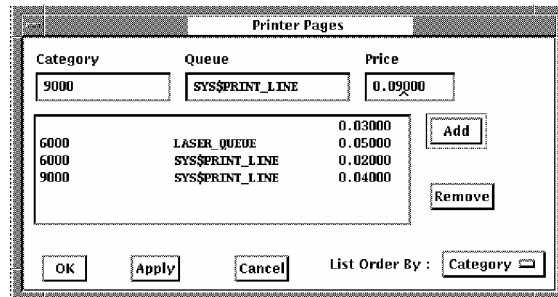 Printer Pages
Category Queue Price
9000 SYS$PRINT_LINE 0.09000
0.03000
6000 LASER_QUEUE 0.05000
6000 SYS$PRINT_LINE 0.02000
9000 SYS$PRINT_LINE 0.04000
Add
Remove
OK Apply Cancel List Order By : Category